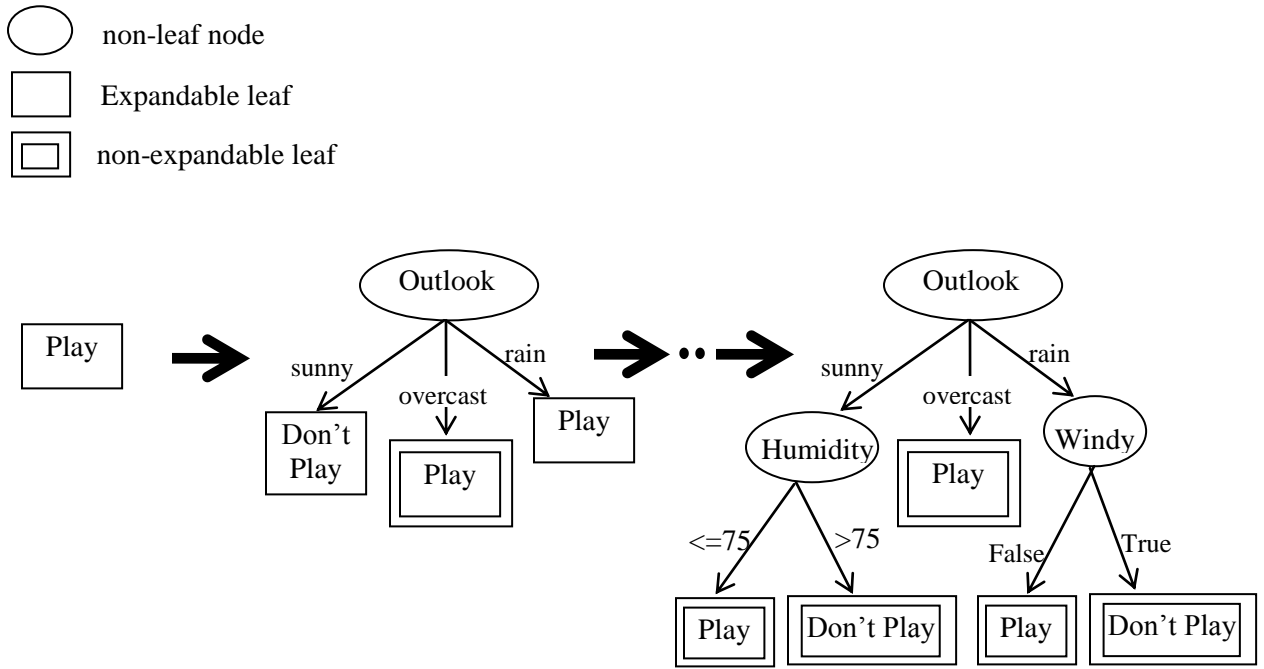 non-leaf node
Expandable leaf
non-expandable leaf
Play
Outlook
sunny
overcast
rain
Don't
Play
Play
Play
Outlook
sunny
overcast
rain
Humidity
Play
Windy
<=75
>75
False
True
Play
Don't Play
Play
Don't Play